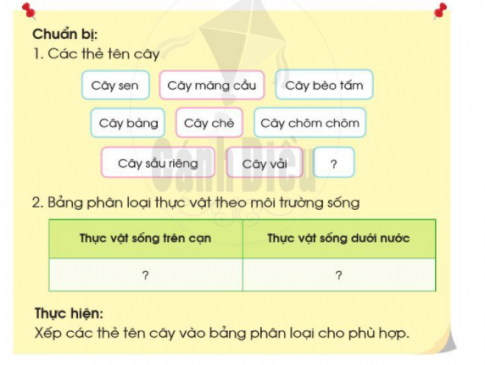 Chuẩn bị:
1. Các thẻ tên cây
Cây sen Cây mãng cầu Cây bèo tấm
Cây bàng Cây chè Cây chôm chôm
Cây sầu riêng Cây vải ?
Cánh Diều
2. Bảng phân loại thực vật theo môi trường sống
Thực vật sống trên cạn Thực vật sống dưới nước
? ?
Thực hiện:
Xếp các thẻ tên cây vào bảng phân loại cho phù hợp.